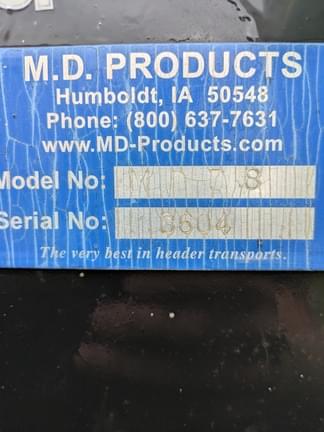 M.D. PRODUCTS
Humboldt, IA 50548
Phone: (800) 637-7631
www.MD-Products.com
Model No:
Serial No: 3604
The very best in header transports.